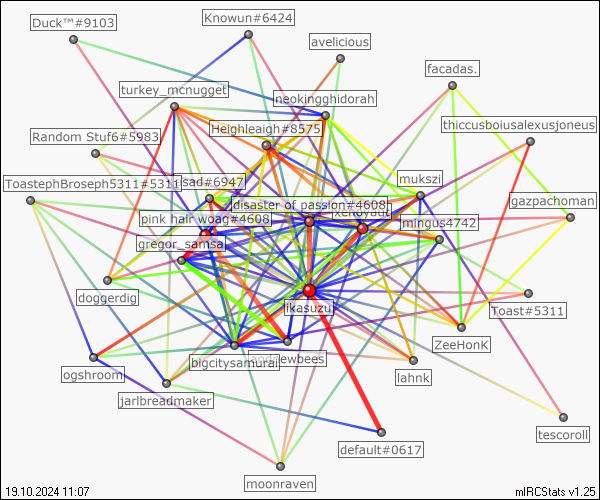 Duck™#9103
Knowun#6424
avelicious
facadas.
turkey_mcnugget
neokingghidorah
thiccusboiusalexusjoneus
Heighleaigh#8575
Random Stuf6#5983
mukszi
ToastephBroseph5311#5311
sad#6947
gazpachoman
disaster of passion#4608
xenoyaut
pink hair woag#4608
mingus4742
gregor_samsa
doggerdig
likasuzu
Toast#5311
ZeeHonK
bigcitysamurai
andrewbees
ogshroom
lahnk
jarlbreadmaker
tescoroll
default#0617
moonraven
19.10.2024 11:07
mIRCStats v1.25